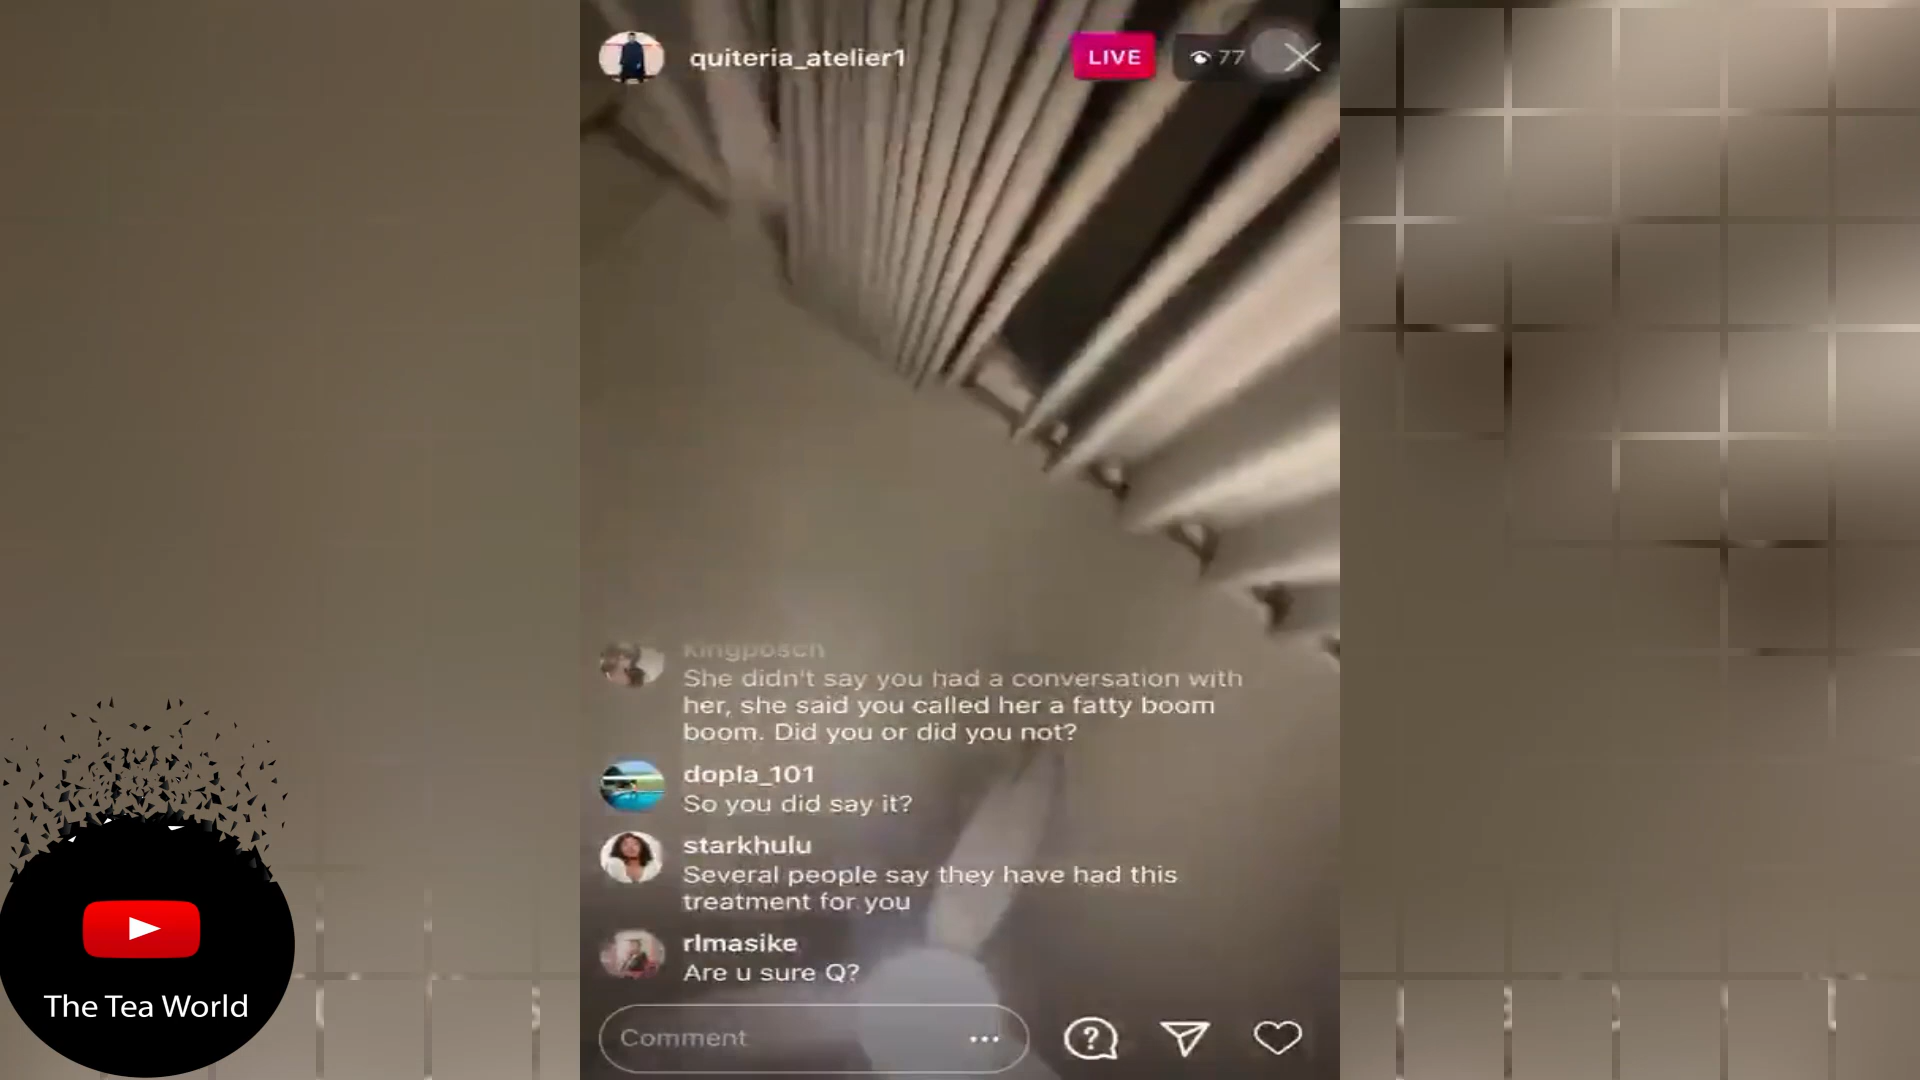 quiteria_atelier1
LIVE
77
kingposch
She didn't say you had a conversation with
her, she said you called her a fatty boom
boom. Did you or did you not?
dopla_101
So you did say it?
starkhulu
Several people say they have had this
treatment for you
rlmasike
Are u sure Q?
Comment
The Tea World